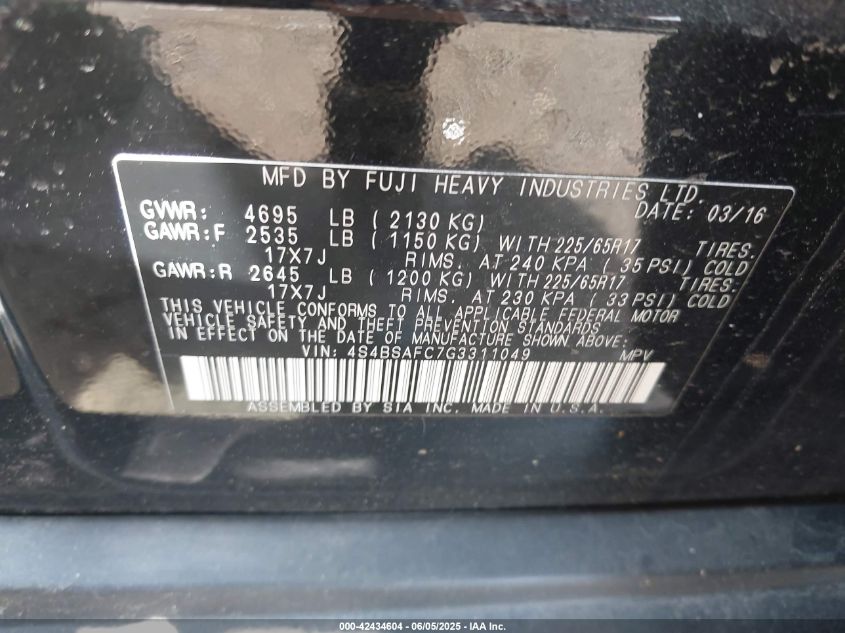 MFD BY FUJI HEAVY INDUSTRIES LTD.
DATE: 03/16
GVWR: 4695 LB ( 2130 KG)
GAWR:F 2535 LB ( 1150 KG) WITH 225/65R17 TIRES.
17X7J RIMS. AT 240 KPA ( 35 PSI) COLD
GAWR:R 2645 LB ( 1200 KG) WITH 225/65R17 TIRES.
17X7J RIMS. AT 230 KPA ( 33 PSI) COLD
THIS VEHICLE CONFORMS TO ALL APPLICABLE FEDERAL MOTOR
VEHICLE SAFETY AND THEFT PREVENTION STANDARDS
IN EFFECT ON THE DATE OF MANUFACTURE SHOWN ABOVE.
VIN: 4S4BSAFC7G3311049 MPV
ASSEMBLED BY SIA INC. MADE IN U.S.A.
000-42434604 - 06/05/2025 - IAA Inc.